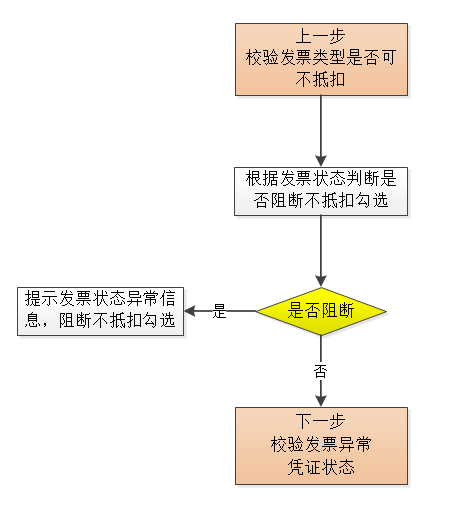 上一步
校验发票类型是否可
不抵扣
根据发票状态判断是
否阻断不抵扣勾选
是否阻断
是
提示发票状态异常信
息，阻断不抵扣勾选
否
下一步
校验发票异常
凭证状态